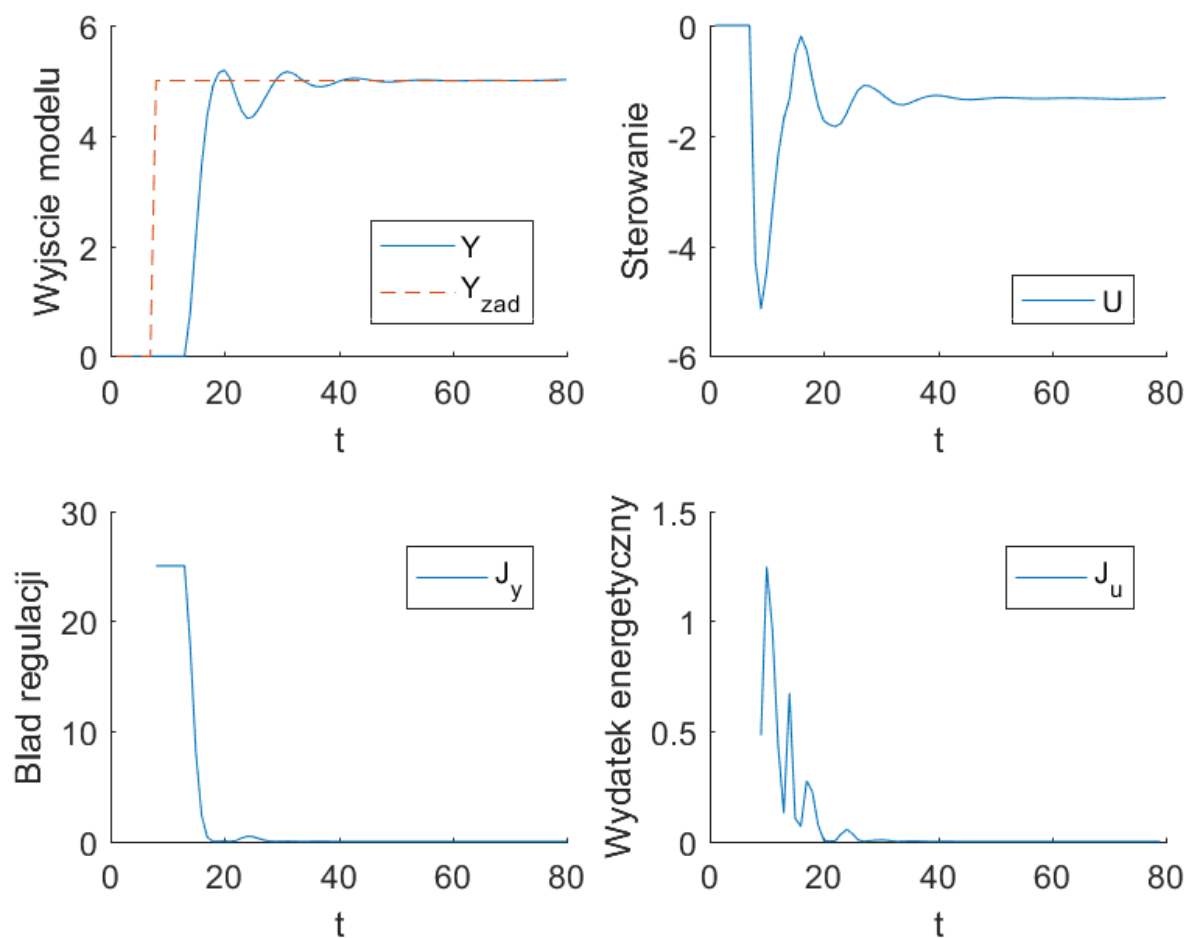 Wyjscie modelu
6
4
2
0
0
20
40
60
80
t
Y
Y_zad
Sterowanie
0
-2
-4
-6
0
20
40
60
80
t
U
Blad regulacji
30
20
10
0
0
20
40
60
80
t
J_y
Wydatek energetyczny
1.5
1
0.5
0
0
20
40
60
80
t
J_u